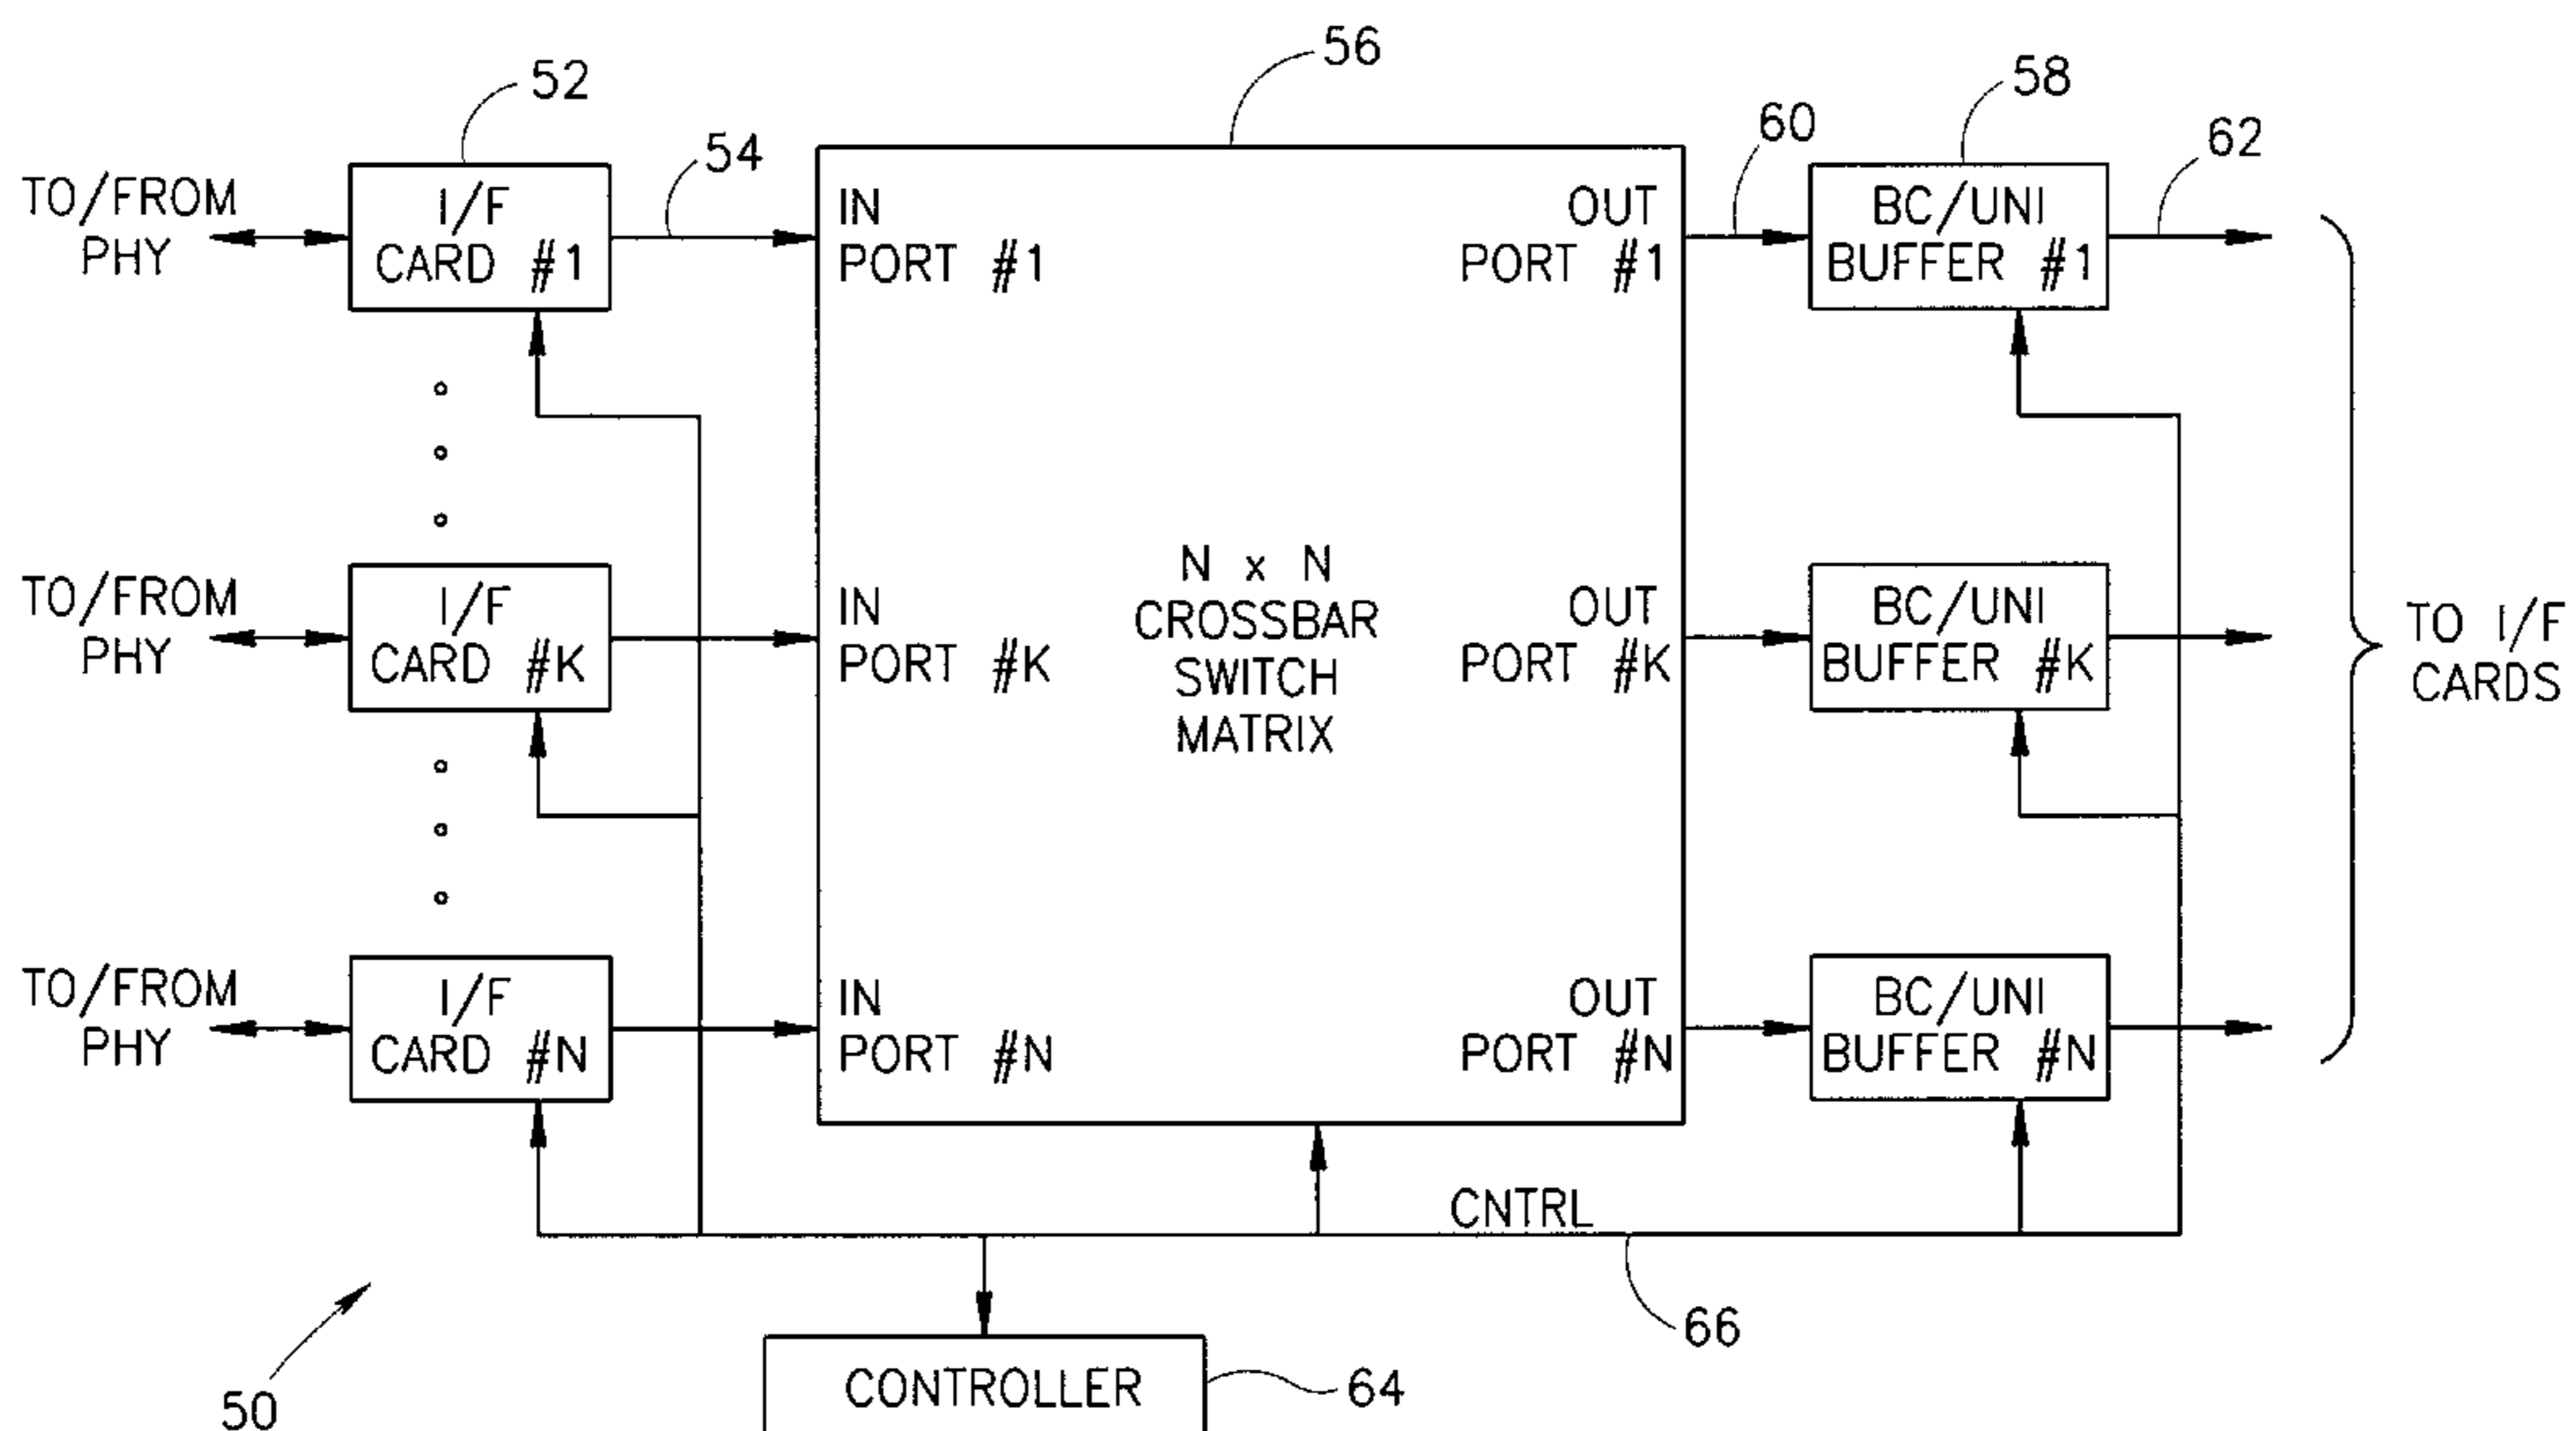 56
52
58
54
60
62
TO/FROM
PHY
I/F
CARD #1
IN
PORT #1
OUT
PORT #1
BC/UNI
BUFFER #1
TO/FROM
PHY
I/F
CARD #K
IN
PORT #K
N x N
CROSSBAR
SWITCH
MATRIX
OUT
PORT #K
BC/UNI
BUFFER #K
TO I/F
CARDS
TO/FROM
PHY
I/F
CARD #N
IN
PORT #N
OUT
PORT #N
BC/UNI
BUFFER #N
CNTRL
66
50
CONTROLLER
64